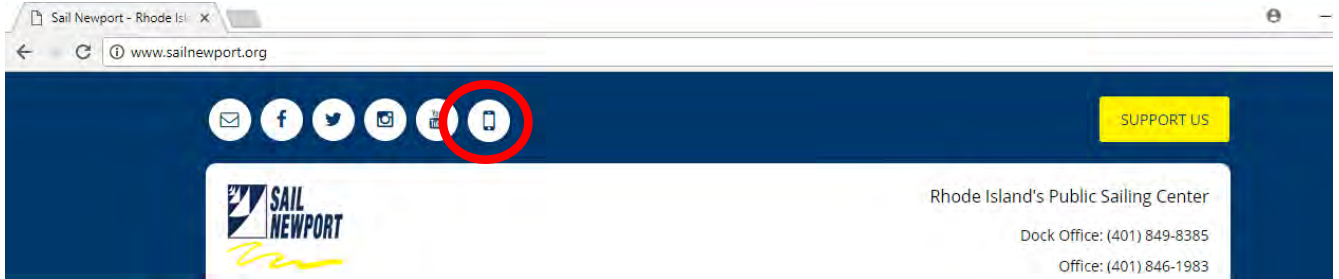 Sail Newport - Rhode Isl
www.sailnewport.org
f
You
SUPPORT US
SAIL
NEWPORT
Rhode Island's Public Sailing Center
Dock Office: (401) 849-8385
Office: (401) 846-1983